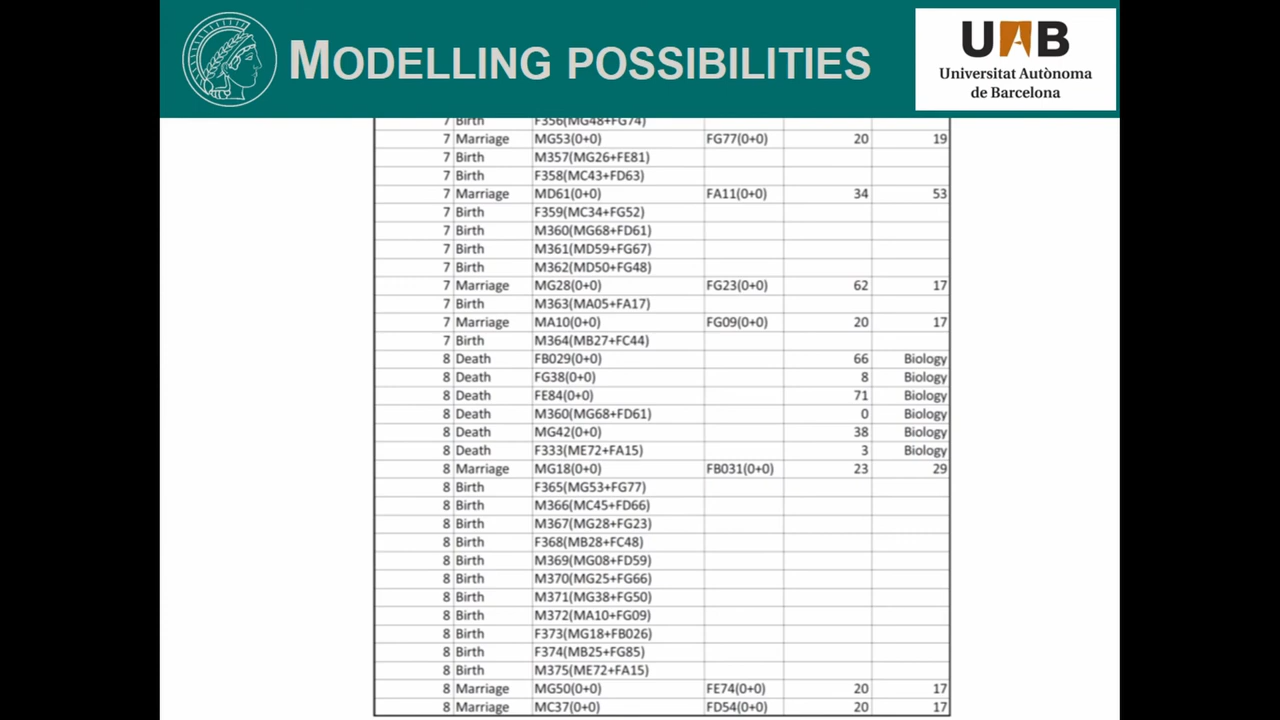 MODELLING POSSIBILITIES
UAB
Universitat Autònoma
de Barcelona
7 Birth F356(MG48+FG74)
7 Marriage MG53(0+0) FG77(0+0) 20 19
7 Birth M357(MG26+FE81)
7 Birth F358(MC43+FD63)
7 Marriage MD61(0+0) FA11(0+0) 34 53
7 Birth F359(MC34+FG52)
7 Birth M360(MG68+FD61)
7 Birth M361(MD59+FG67)
7 Birth M362(MD50+FG48)
7 Marriage MG28(0+0) FG23(0+0) 62 17
7 Birth M363(MA05+FA17)
7 Marriage MA10(0+0) FG09(0+0) 20 17
7 Birth M364(MB27+FC44)
8 Death FB029(0+0) 66 Biology
8 Death FG38(0+0) 8 Biology
8 Death FE84(0+0) 71 Biology
8 Death M360(MG68+FD61) 0 Biology
8 Death MG42(0+0) 38 Biology
8 Death F333(ME72+FA15) 3 Biology
8 Marriage MG18(0+0) FB031(0+0) 23 29
8 Birth F365(MG53+FG77)
8 Birth M366(MC45+FD66)
8 Birth M367(MG28+FG23)
8 Birth F368(MB28+FC48)
8 Birth M369(MG08+FD59)
8 Birth M370(MG25+FG66)
8 Birth M371(MG38+FG50)
8 Birth M372(MA10+FG09)
8 Birth F373(MG18+FB026)
8 Birth F374(MB25+FG85)
8 Birth M375(ME72+FA15)
8 Marriage MG50(0+0) FE74(0+0) 20 17
8 Marriage MC37(0+0) FD54(0+0) 20 17